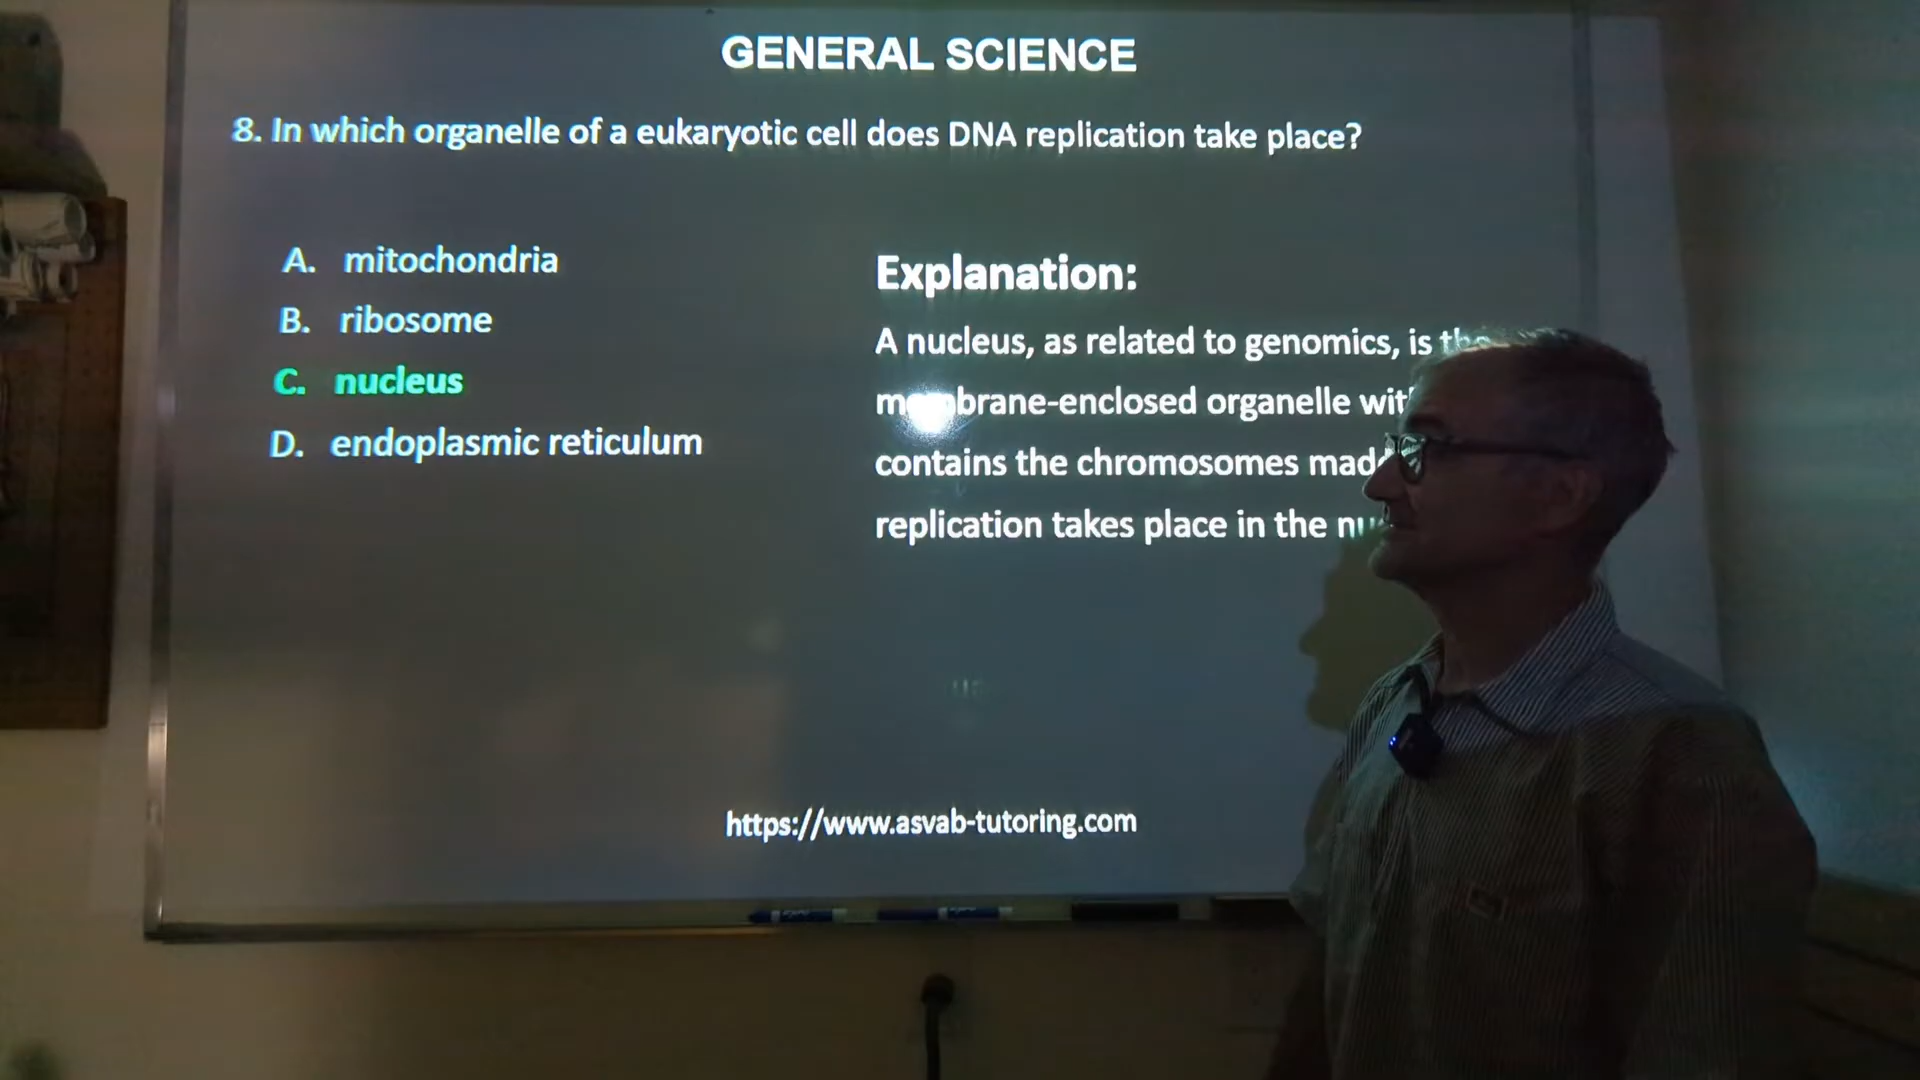 GENERAL SCIENCE
8. In which organelle of a eukaryotic cell does DNA replication take place?
A. mitochondria
B. ribosome
C. nucleus
D. endoplasmic reticulum
Explanation:
A nucleus, as related to genomics, is the
membrane-enclosed organelle
contains the chromosomes
replication takes place in the
https://www.asvab-tutoring.com